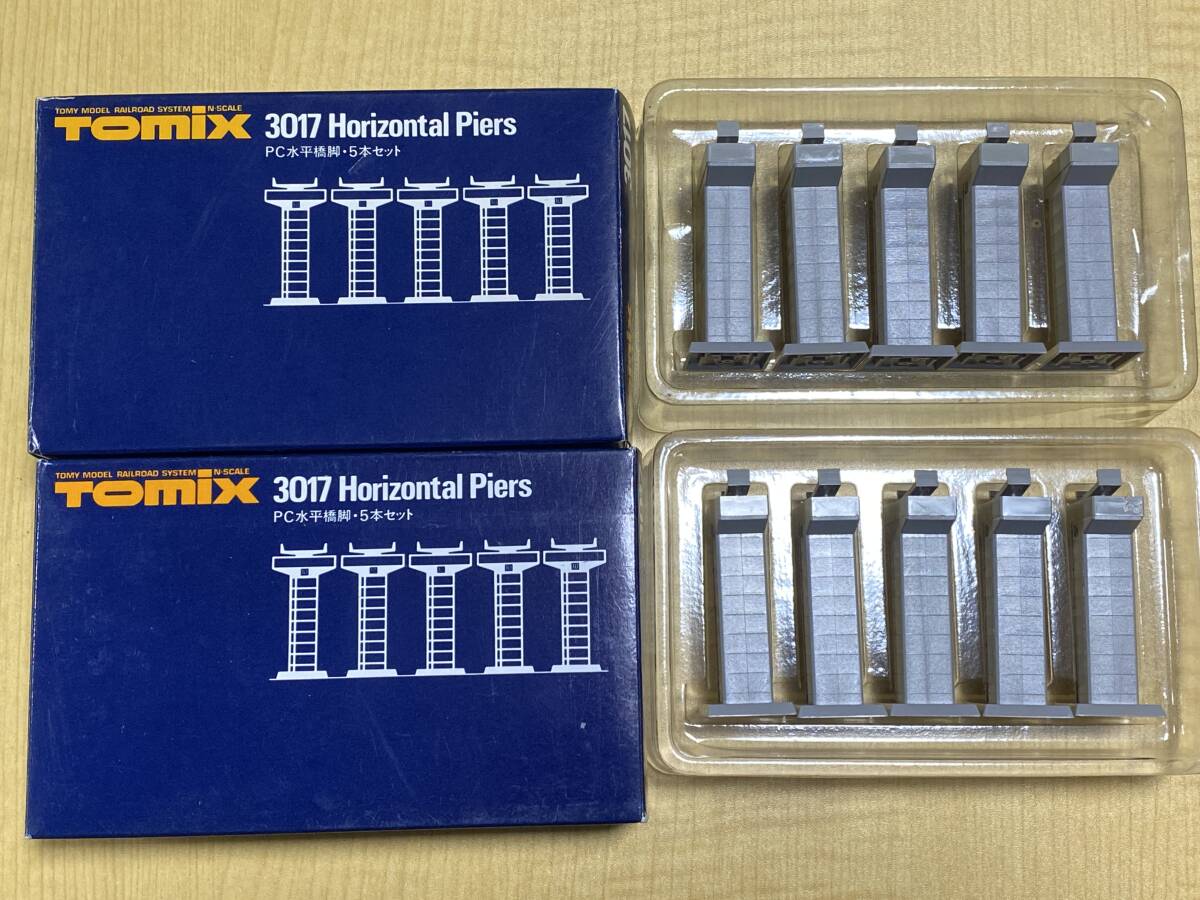 TOMY MODEL RAILROAD SYSTEM N-SCALE
TOMIX 3017 Horizontal Piers
PC水平橋脚・5本セット
3017
TOMY MODEL RAILROAD SYSTEM N-SCALE
TOMIX 3017 Horizontal Piers
PC水平橋脚・5本セット